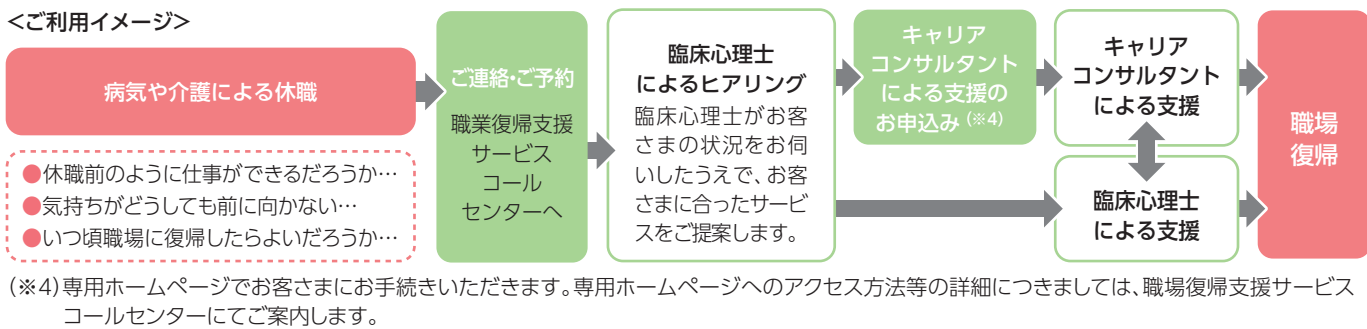 <ご利用イメージ>
病気や介護による休職
●休職前のように仕事ができるだろうか…
●気持ちがどうしても前に向かない…
●いつ頃職場に復帰したらよいだろうか…
ご連絡・ご予約
職業復帰支援
サービス
コール
センターへ
臨床心理士
によるヒアリング
臨床心理士がお客
さまの状況をお伺
いしたうえで、お客
さまに合ったサービ
スをご提案します。
キャリア
コンサルタント
による支援の
お申込み(※4)
キャリア
コンサルタント
による支援
臨床心理士
による支援
職場
復帰
(※4)専用ホームページでお客さまにお手続きいただきます。専用ホームページへのアクセス方法等の詳細につきましては、職場復帰支援サービス
コールセンターにてご案内します。